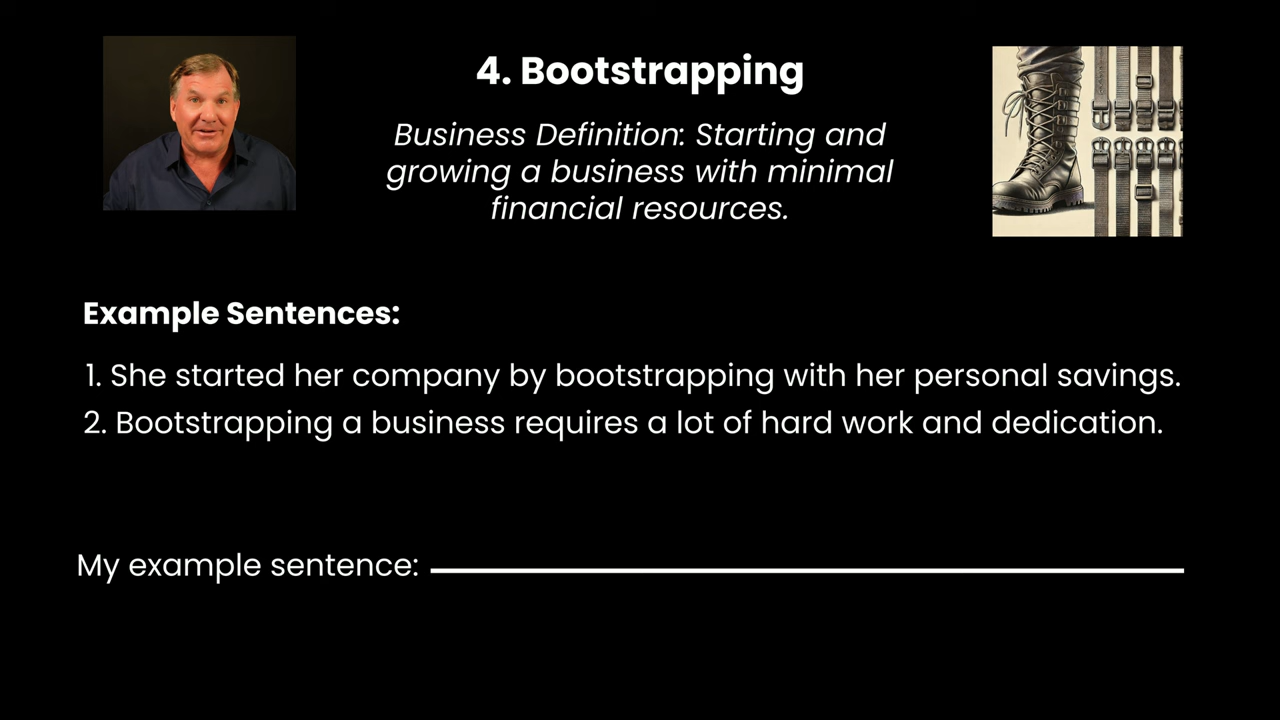 4. Bootstrapping
Business Definition: Starting and
growing a business with minimal
financial resources.
Example Sentences:
1. She started her company by bootstrapping with her personal savings.
2. Bootstrapping a business requires a lot of hard work and dedication.
My example sentence: